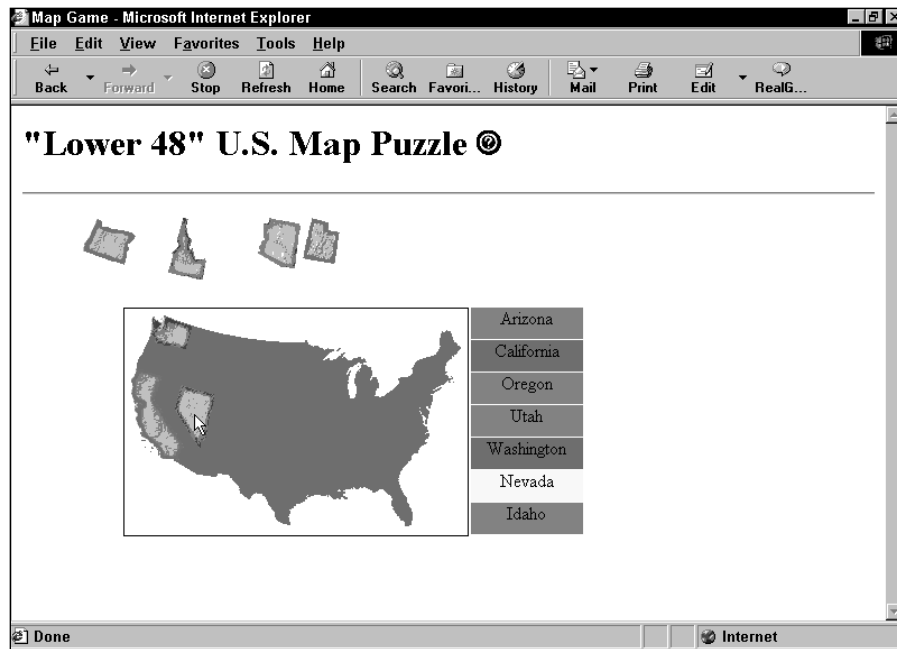 Map Game - Microsoft Internet Explorer
File Edit View Favorites Tools Help
Back Forward Stop Refresh Home Search Favori... History Mail Print Edit RealG...
"Lower 48" U.S. Map Puzzle
Arizona
California
Oregon
Utah
Washington
Nevada
Idaho
Done Internet